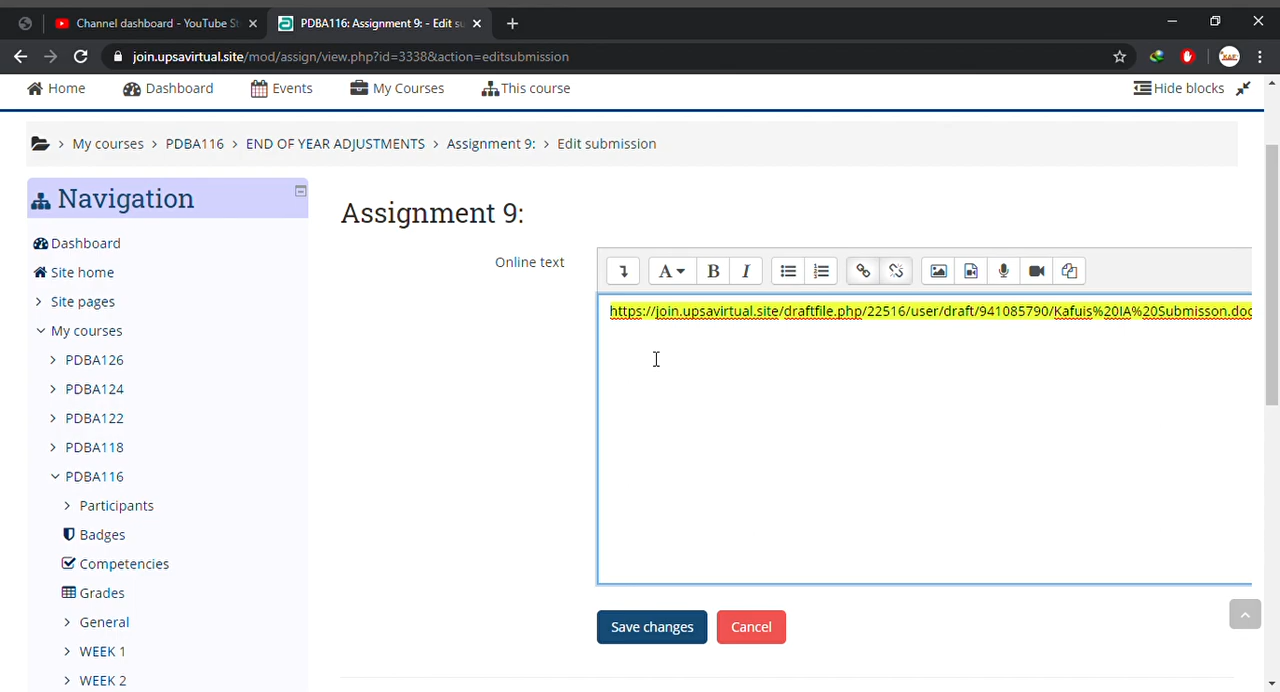 Channel dashboard - YouTube St
PDBA116: Assignment 9: - Edit su
join.upsavirtual.site/mod/assign/view.php?id=3338&action=editsubmission
Home
Dashboard
Events
My Courses
This course
Hide blocks
> My courses > PDBA116 > END OF YEAR ADJUSTMENTS > Assignment 9: > Edit submission
Navigation
Assignment 9:
Dashboard
Online text
Site home
A B I
Site pages
https://join.upsavirtual.site/draftfile.php/22516/user/draft/941085790/Kafuis%20IA%20Submisson.doc
My courses
PDBA126
PDBA124
PDBA122
PDBA118
PDBA116
Participants
Badges
Competencies
Grades
General
Save changes
Cancel
WEEK 1
WEEK 2